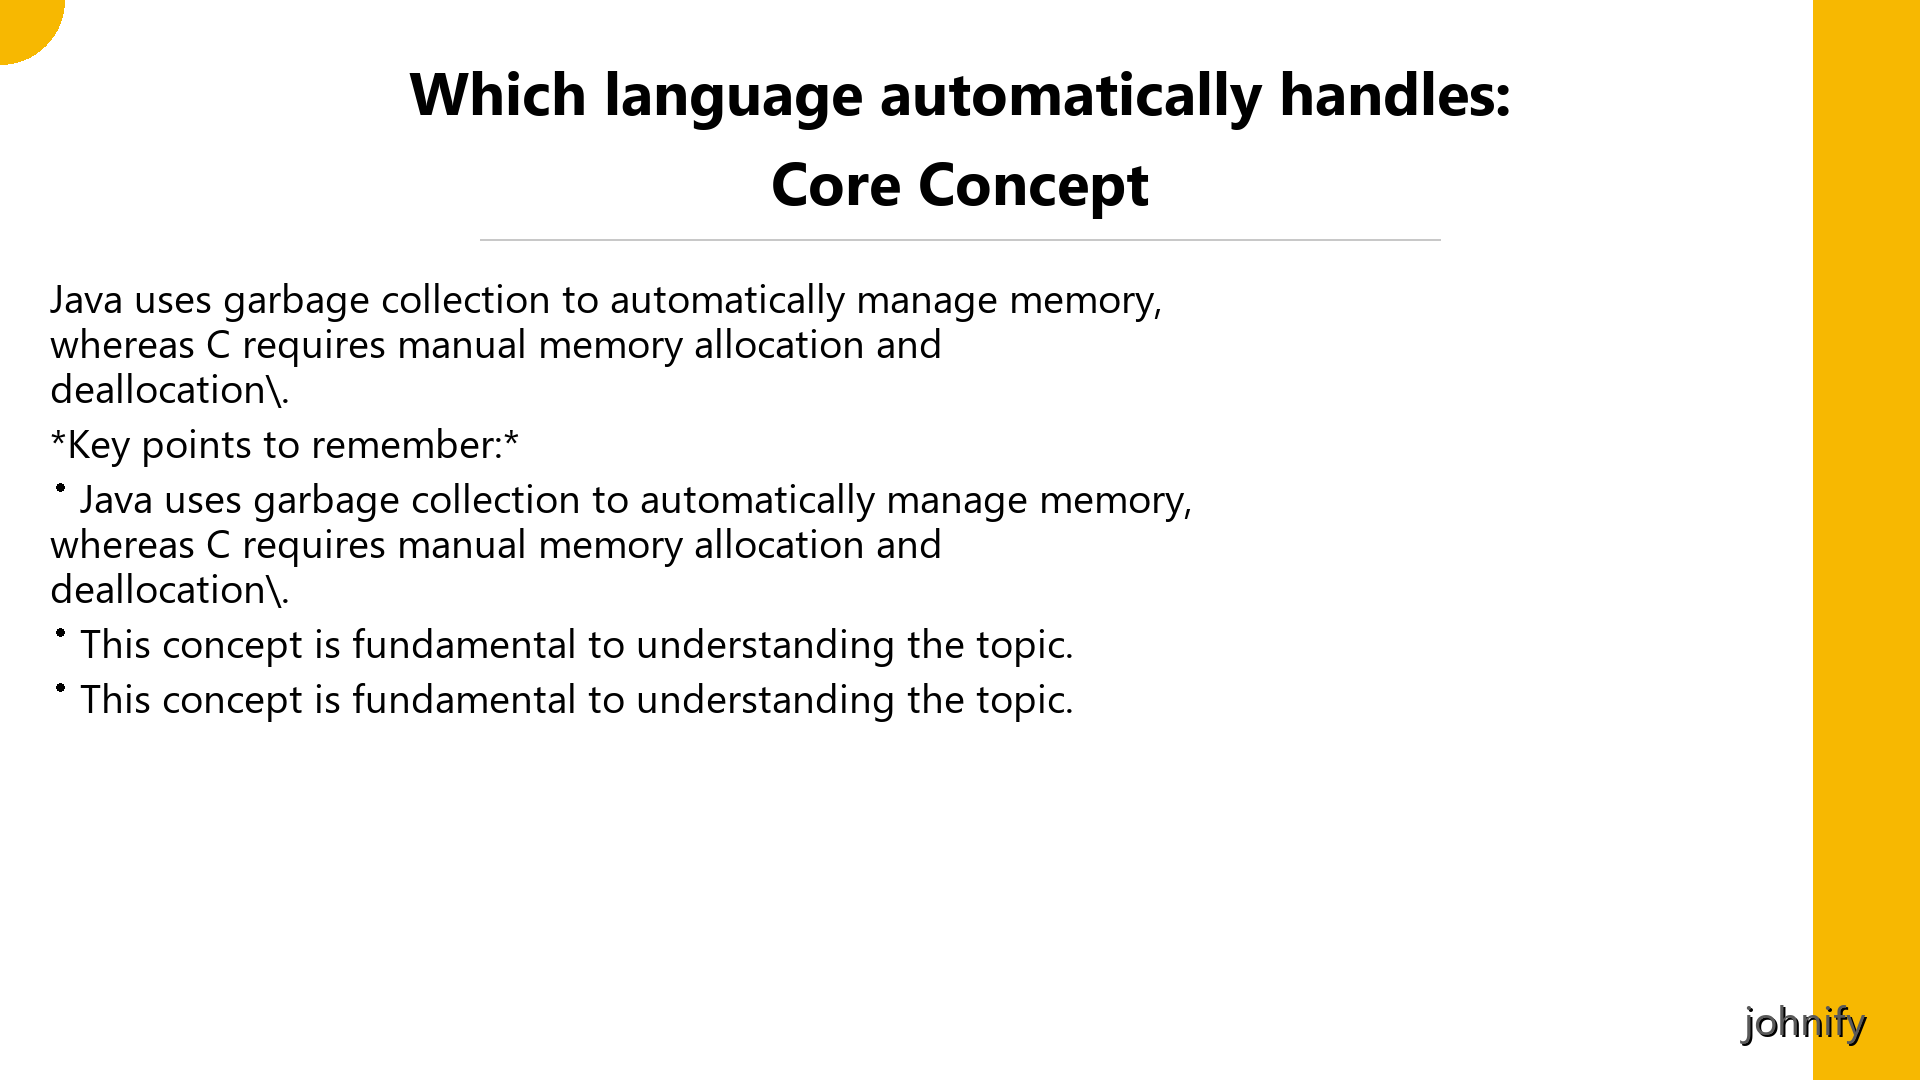 Which language automatically handles:
Core Concept
Java uses garbage collection to automatically manage memory,
whereas C requires manual memory allocation and
deallocation\.
*Key points to remember:*
• Java uses garbage collection to automatically manage memory,
whereas C requires manual memory allocation and
deallocation\.
• This concept is fundamental to understanding the topic.
• This concept is fundamental to understanding the topic.
johnify